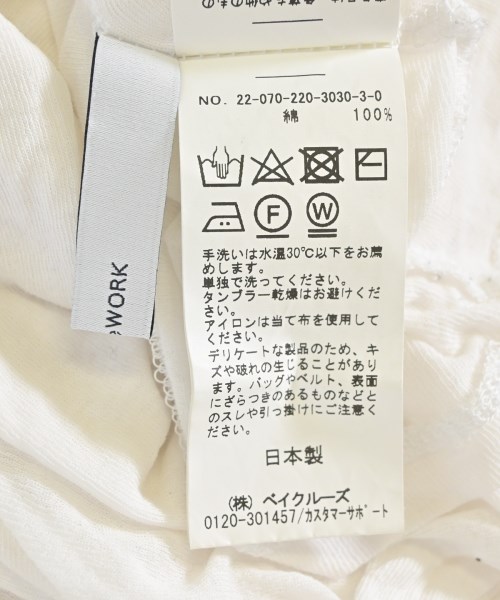 NO. 22-070-220-3030-3-0
綿 100%
F W
手洗いは水温30℃以下をお薦
めします。
単独で洗ってください。
タンブラー乾燥はお避けくだ
さい。
アイロンは当て布を使用して
ください。
デリケートな製品のため、キ
ズや破れの生じることがあり
ます。バッグやベルト、表面
にざらつきのあるものなどと
のスレや引っ掛けにご注意く
ださい。
日本製
(株) ベイクルーズ
0120-301457/カスタマーサポート
eWORK